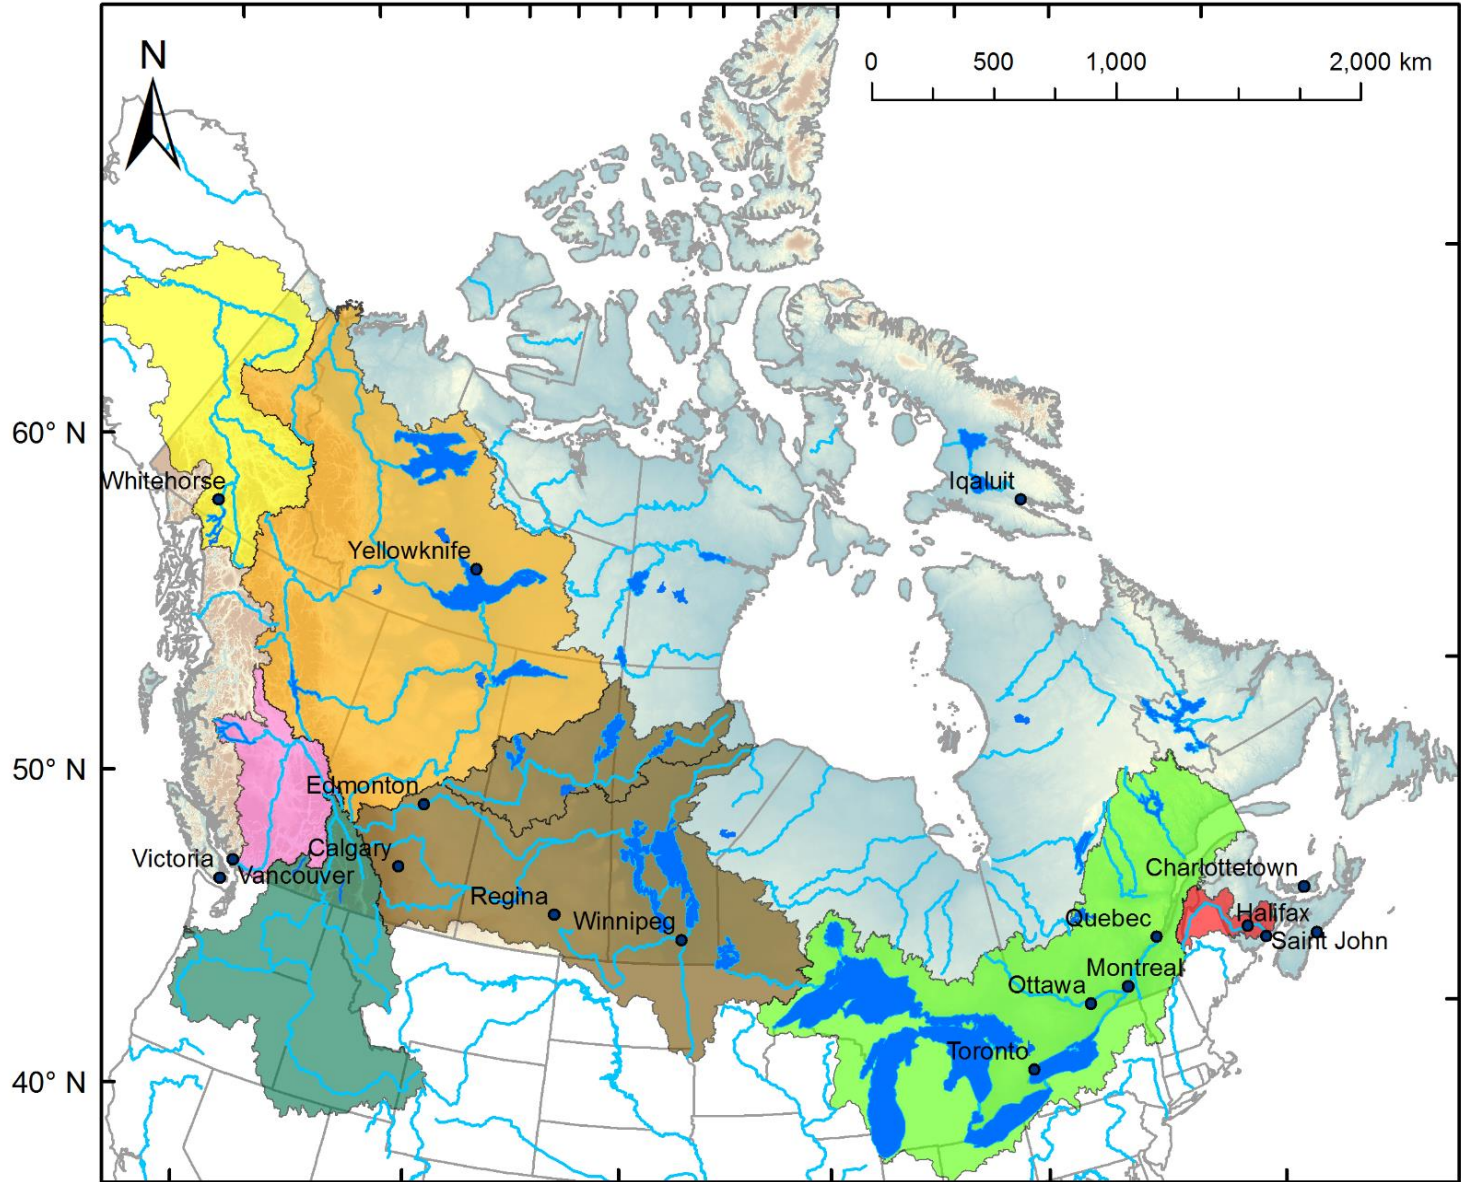 N
0 500 1,000 2,000 km
60° N
Whitehorse
Iqaluit
Yellowknife
50° N
Edmonton
Calgary
Victoria
Vancouver
Charlottetown
Regina
Winnipeg
Quebec
Halifax
Saint John
Montreal
Ottawa
Toronto
40° N